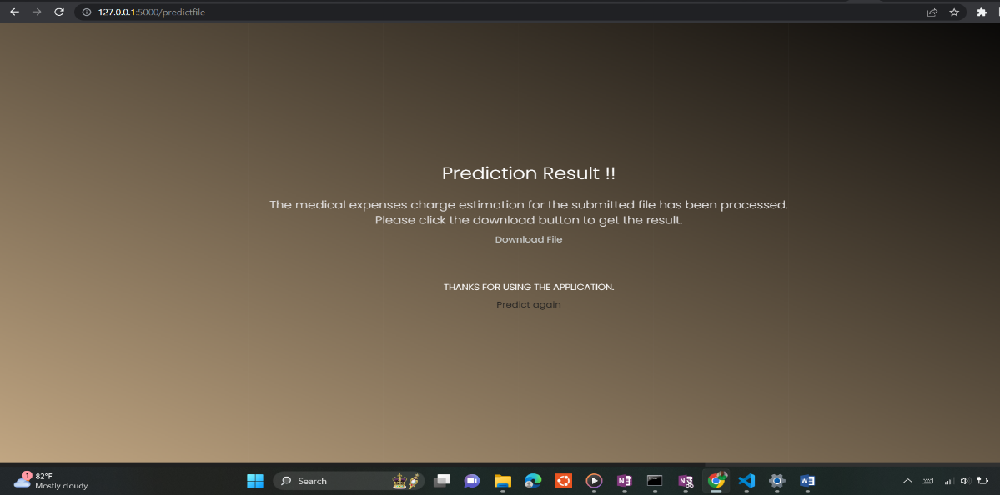 127.0.0.1:5000/predictfile
Prediction Result !!
The medical expenses charge estimation for the submitted file has been processed.
Please click the download button to get the result.
Download File
THANKS FOR USING THE APPLICATION.
Predict again
1
82°F
Mostly cloudy
Search